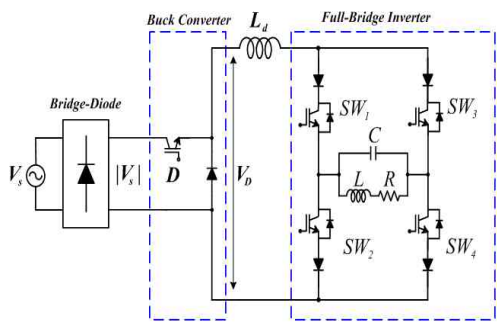 Buck Converter
L_d
Full-Bridge Inverter
Bridge-Diode
SW_1
SW_3
C
V_s
|V_s|
D
V_D
L
R
SW_2
SW_4